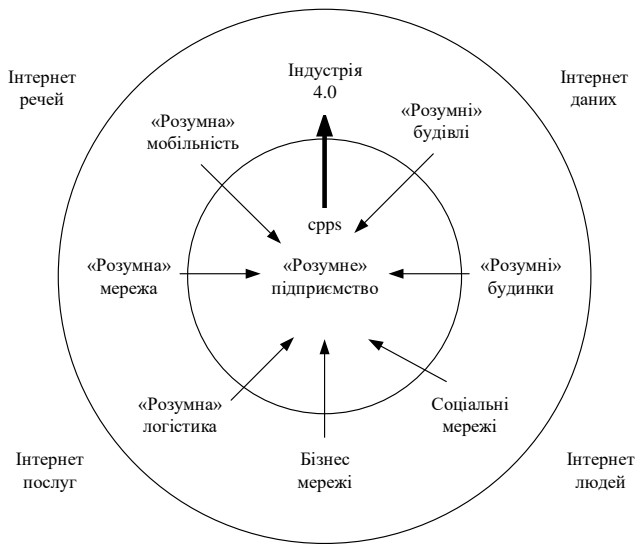 Індустрія
4.0
Інтернет
речей
Інтернет
даних
«Розумна»
мобільність
«Розумні»
будівлі
cpps
«Розумна»
мережа
«Розумне»
підприємство
«Розумні»
будинки
«Розумна»
логістика
Соціальні
мережі
Бізнес
мережі
Інтернет
послуг
Інтернет
людей